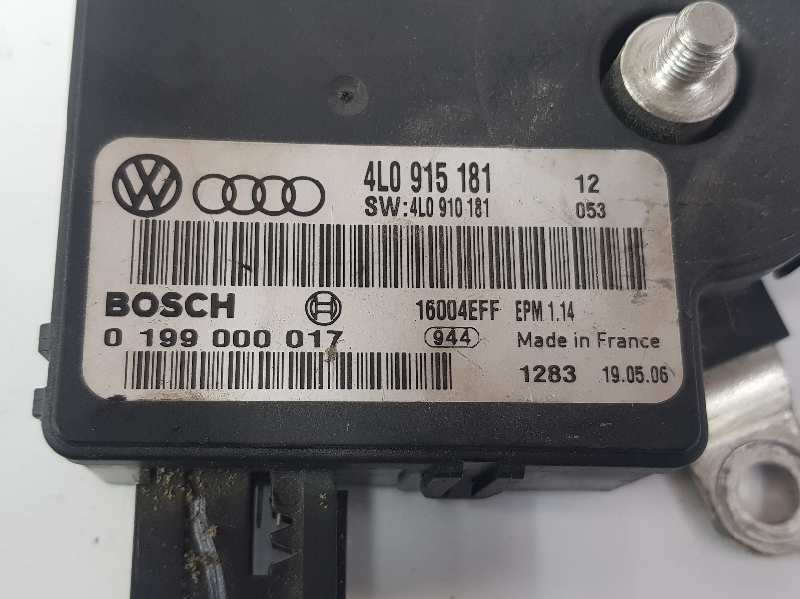 4L0 915 181 12
SW:4L0 910 181 053
BOSCH 16004EFF EPM 1.14
0 199 000 017 944 Made in France
1283 19.05.06